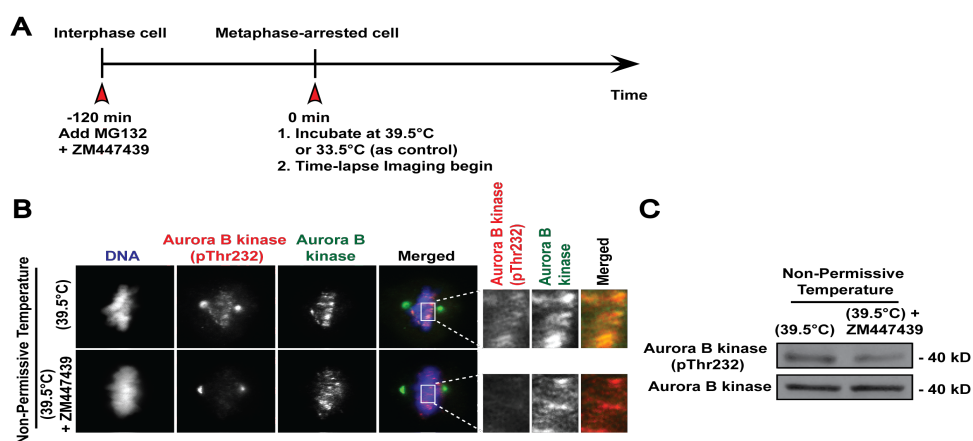 A
Interphase cell
Metaphase-arrested cell
Time
-120 min
Add MG132
+ ZM447439
0 min
1. Incubate at 39.5°C
or 33.5°C (as control)
2. Time-lapse Imaging begin
B
Non-Permissive Temperature
(39.5°C)
(39.5°C)
+ ZM447439
DNA
Aurora B kinase
(pThr232)
Aurora B
kinase
Merged
Aurora B kinase
(pThr232)
Aurora B
kinase
Merged
C
Non-Permissive
Temperature
(39.5°C)
(39.5°C) +
ZM447439
Aurora B kinase
(pThr232)
- 40 kD
Aurora B kinase
- 40 kD